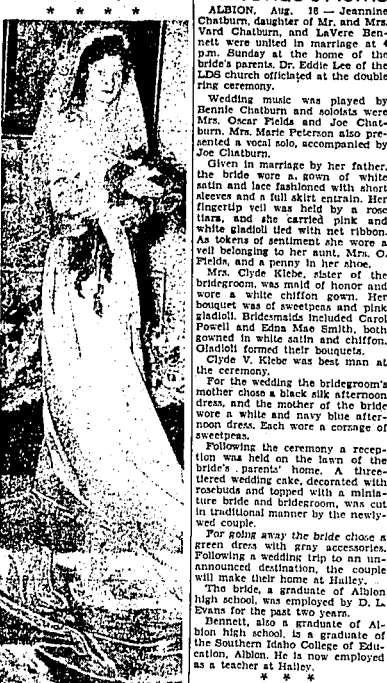 * * * *
ALBION, Aug. 18 — Jeannine
Chatburn, daughter of Mr. and Mrs.
Vard Chatburn, and LaVere Ben-
nett were united in marriage at 4
p.m. Sunday at the home of the
bride's parents. Dr. Eddie Lee of the
LDS church officiated at the double
ring ceremony.
Wedding music was played by
Bennie Chatburn and soloists were
Mrs. Oscar Fields and Joe Chat-
burn. Mrs. Marie Peterson also pre-
sented a vocal solo, accompanied by
Joe Chatburn.
Given in marriage by her father,
the bride wore a gown of white
satin and lace fashioned with short
sleeves and a full skirt entrain. Her
fingertip veil was held by a rose
tiara, and she carried pink and
white gladioli tied with net ribbon.
As tokens of sentiment she wore a
veil belonging to her aunt, Mrs. O.
Fields, and a penny in her shoe.
Mrs. Clyde Klebe, sister of the
bridegroom, was maid of honor and
wore a white chiffon gown. Her
bouquet was of sweetpeas and pink
gladioli. Bridesmaids included Carol
Powell and Edna Mae Smith, both
gowned in white satin and chiffon.
Gladioli formed their bouquets.
Clyde V. Klebe was best man at
the ceremony.
For the wedding the bridegroom's
mother chose a black silk afternoon
dress, and the mother of the bride
wore a white and navy blue after-
noon dress. Each wore a corsage of
sweetpeas.
Following the ceremony a recep-
tion was held on the lawn of the
bride's parents' home. A three-
tiered wedding cake, decorated with
rosebuds and topped with a minia-
ture bride and bridegroom, was cut
in traditional manner by the newly-
wed couple.
For going away the bride chose a
green dress with gray accessories.
Following a wedding trip to an un-
announced destination, the couple
will make their home at Hailey.
The bride, a graduate of Albion
high school, was employed by D. L.
Evans for the past two years.
Bennett, also a graduate of Al-
bion high school, is a graduate of
the Southern Idaho College of Edu-
cation, Albion. He is now employed
as a teacher at Hailey.
* * *